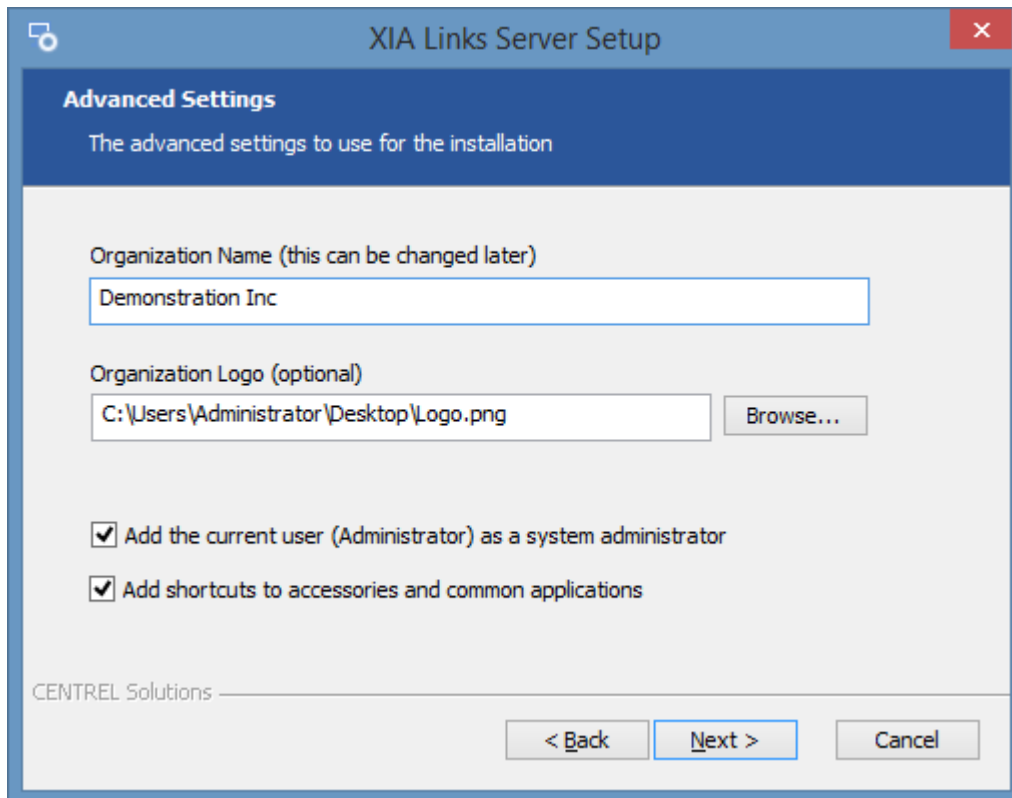 XIA Links Server Setup
Advanced Settings
The advanced settings to use for the installation
Organization Name (this can be changed later)
Demonstration Inc
Organization Logo (optional)
C:\Users\Administrator\Desktop\Logo.png
Browse...
Add the current user (Administrator) as a system administrator
Add shortcuts to accessories and common applications
CENTREL Solutions
< Back
Next >
Cancel